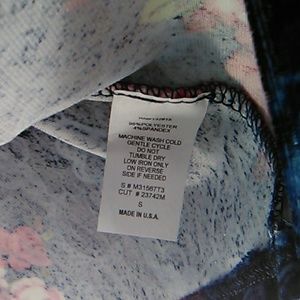 96%POLYESTER
4%SPANDEX
MACHINE WASH COLD
GENTLE CYCLE
DO NOT
TUMBLE DRY
LOW IRON ONLY
ON REVERSE
SIDE IF NEEDED
S # M31567T3
CUT # 23742M
S
MADE IN U.S.A.